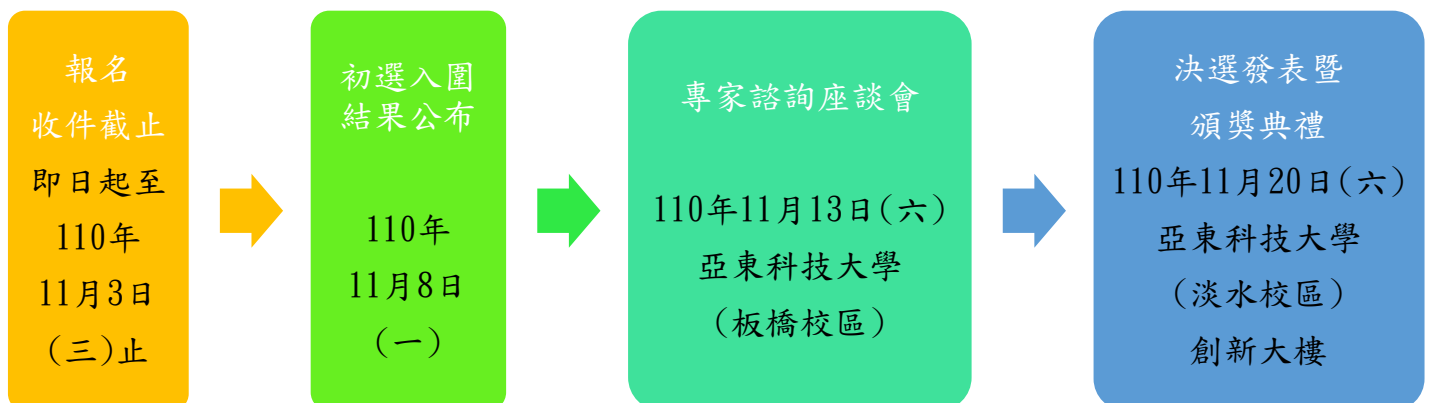 報名
收件截止
即日起至
110年
11月3日
(三)止
初選入圍
結果公布
110年
11月8日
(一)
專家諮詢座談會
110年11月13日(六)
亞東科技大學
(板橋校區)
決選發表暨
頒獎典禮
110年11月20日(六)
亞東科技大學
(淡水校區)
創新大樓